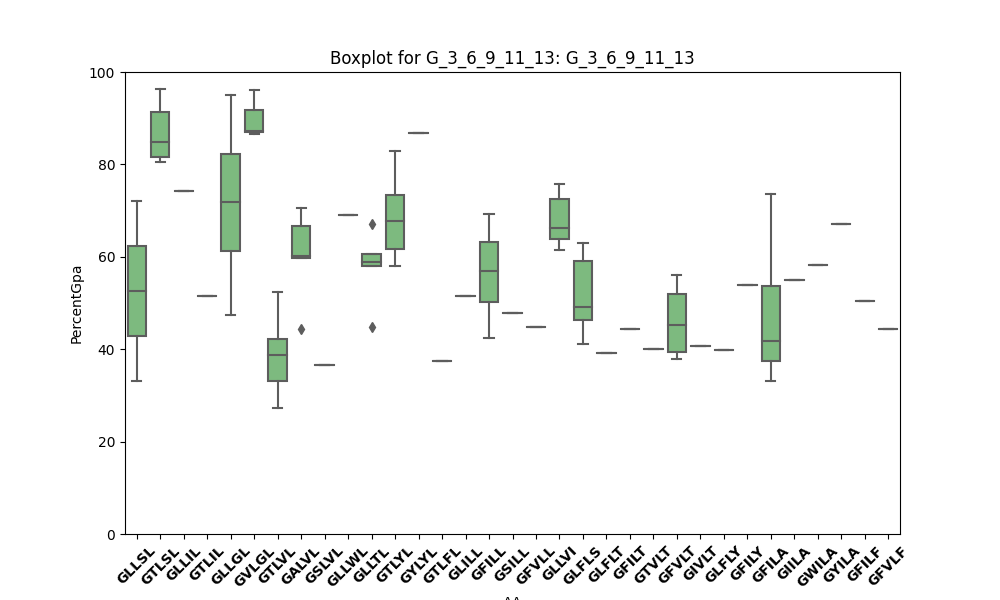 Boxplot for G_3_6_9_11_13: G_3_6_9_11_13
100
80
60
40
20
0
PercentGpa
GLLSL
GTLSL
GLLIL
GTLIL
GLLGL
GVLGL
GTLVL
GALVL
GSLVL
GLLWL
GLLTL
GTLYL
GYLYL
GTLFL
GLILL
GFILL
GSILL
GFVLL
GLLVI
GLFLS
GLFLT
GFILT
GTVLT
GFVLT
GIVLT
GLFLY
GFILY
GFILA
GIILA
GWILA
GYILA
GFILF
GFVLF
AA